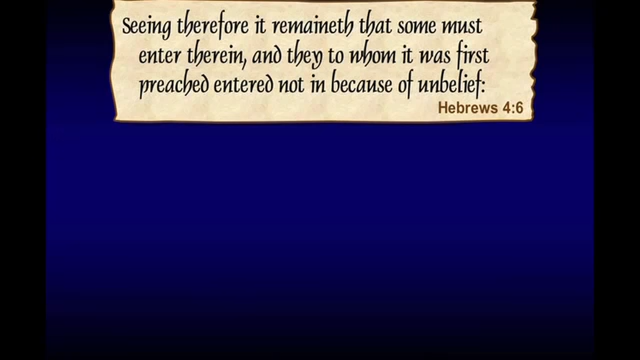 Seeing therefore it remaineth that some must
enter therein, and they to whom it was first
preached entered not in because of unbelief:
Hebrews 4:6